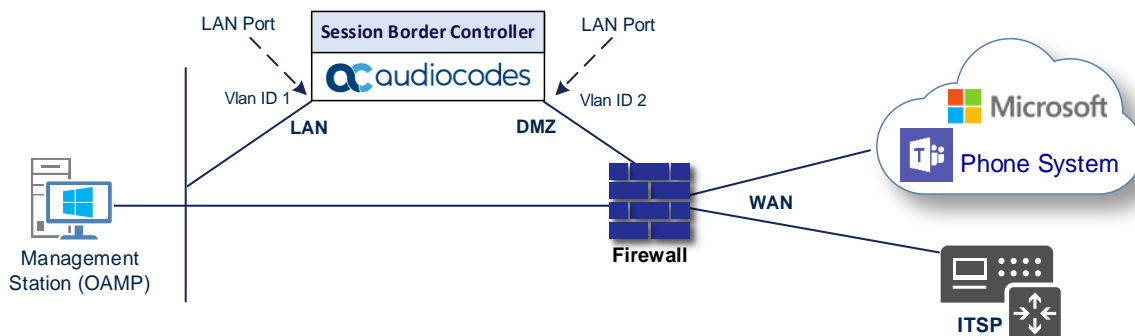 LAN Port
Session Border Controller
LAN Port
audiocodes
Vlan ID 1
Vlan ID 2
LAN
DMZ
Microsoft
T
Phone System
WAN
Firewall
Management
Station (OAMP)
ITSP